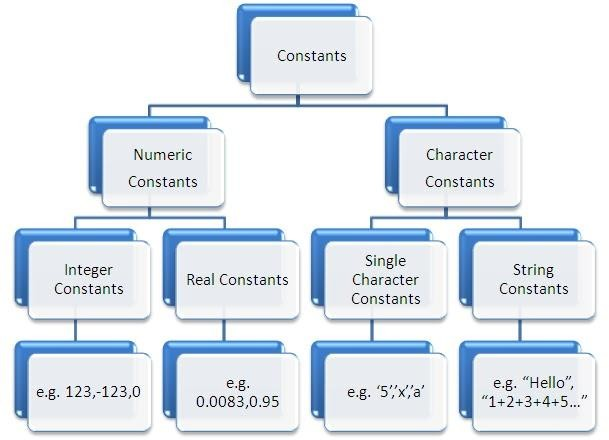 Constants
Numeric
Constants
Character
Constants
Integer
Constants
Real Constants
Single
Character
Constants
String
Constants
e.g. 123,-123,0
e.g.
0.0083,0.95
e.g. ‘5’,’x’,’a’
e.g. “Hello”,
“1+2+3+4+5…”